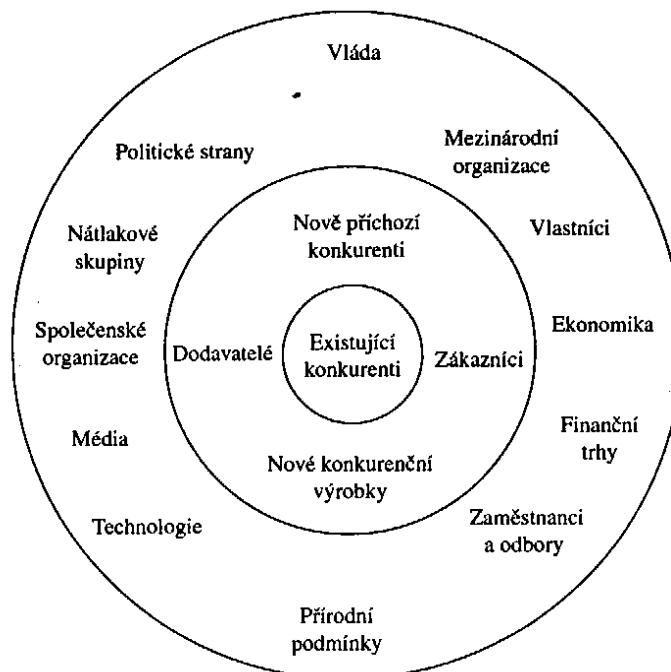 Vláda
Politické strany
Mezinárodní
organizace
Nátlakové
skupiny
Nově příchozí
konkurenti
Vlastníci
Společenské
organizace
Dodavatelé
Existující
konkurenti
Zákazníci
Ekonomika
Média
Nové konkurenční
výrobky
Finanční
trhy
Technologie
Zaměstnanci
a odbory
Přírodní
podmínky